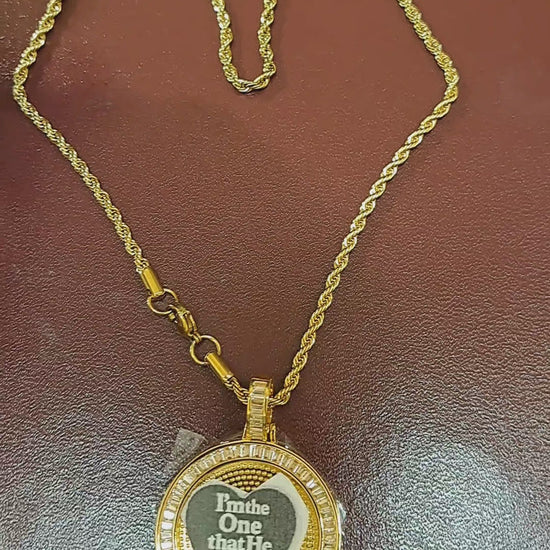 I'm the
One
that He